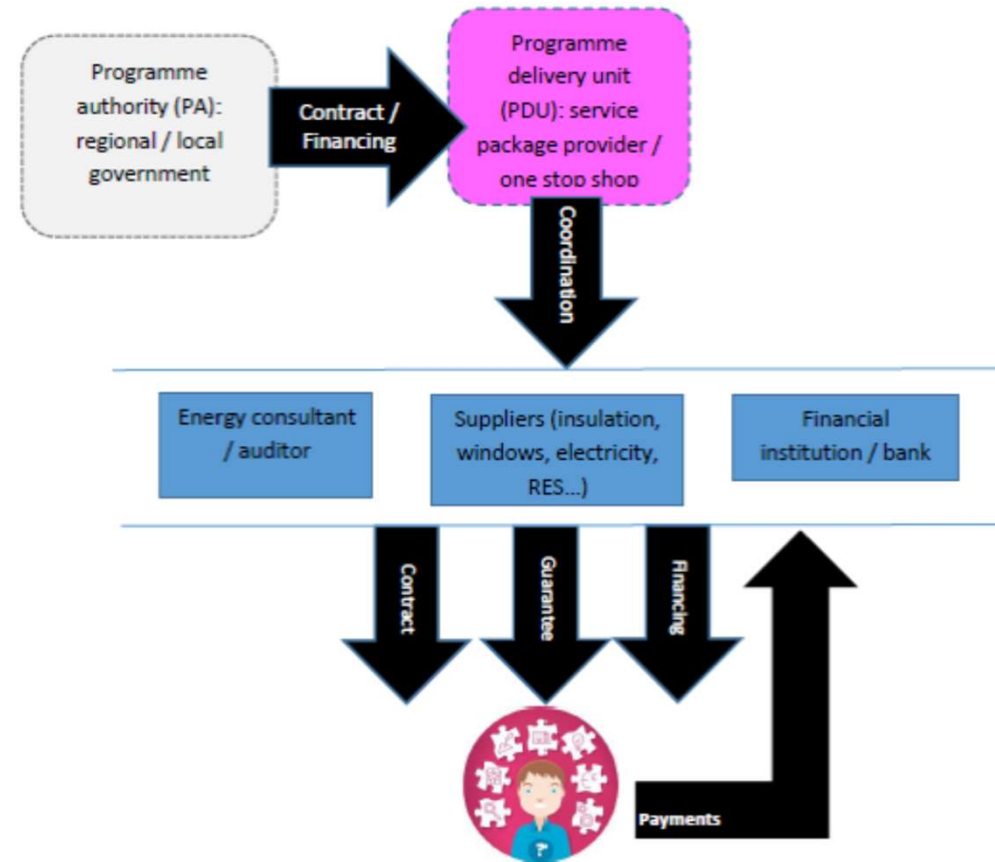 Programme
authority (PA):
regional / local
government
Contract /
Financing
Programme
delivery unit
(PDU): service
package provider /
one stop shop
Coordination
Energy consultant
/ auditor
Suppliers (insulation,
windows, electricity,
RES...)
Financial
institution / bank
Contract
Guarantee
Financing
?
Payments